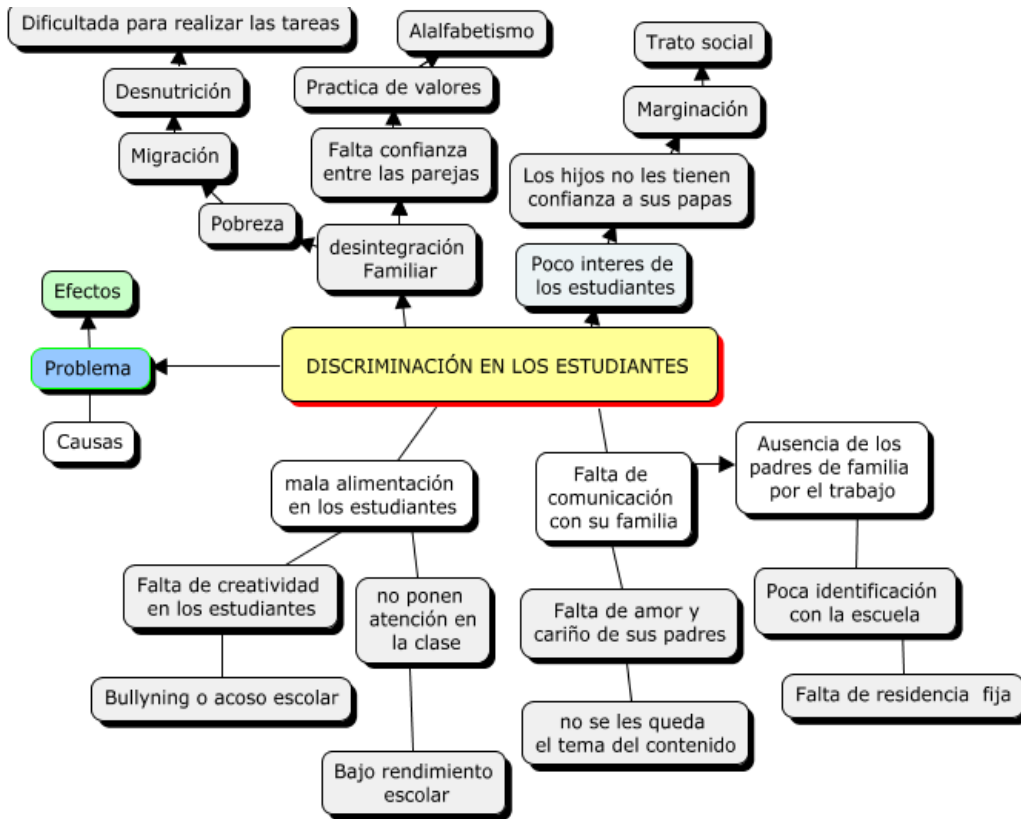 Dificultada para realizar las tareas
Alalfabetismo
Trato social
Desnutrición
Practica de valores
Marginación
Migración
Falta confianza
entre las parejas
Los hijos no les tienen
confianza a sus papas
Pobreza
desintegración
Familiar
Poco interes de
los estudiantes
Efectos
Problema
DISCRIMINACIÓN EN LOS ESTUDIANTES
Causas
mala alimentación
en los estudiantes
Falta de
comunicación
con su familia
Ausencia de los
padres de familia
por el trabajo
Falta de creatividad
en los estudiantes
no ponen
atención en
la clase
Falta de amor y
cariño de sus padres
Poca identificación
con la escuela
Bullyning o acoso escolar
Falta de residencia fija
no se les queda
el tema del contenido
Bajo rendimiento
escolar